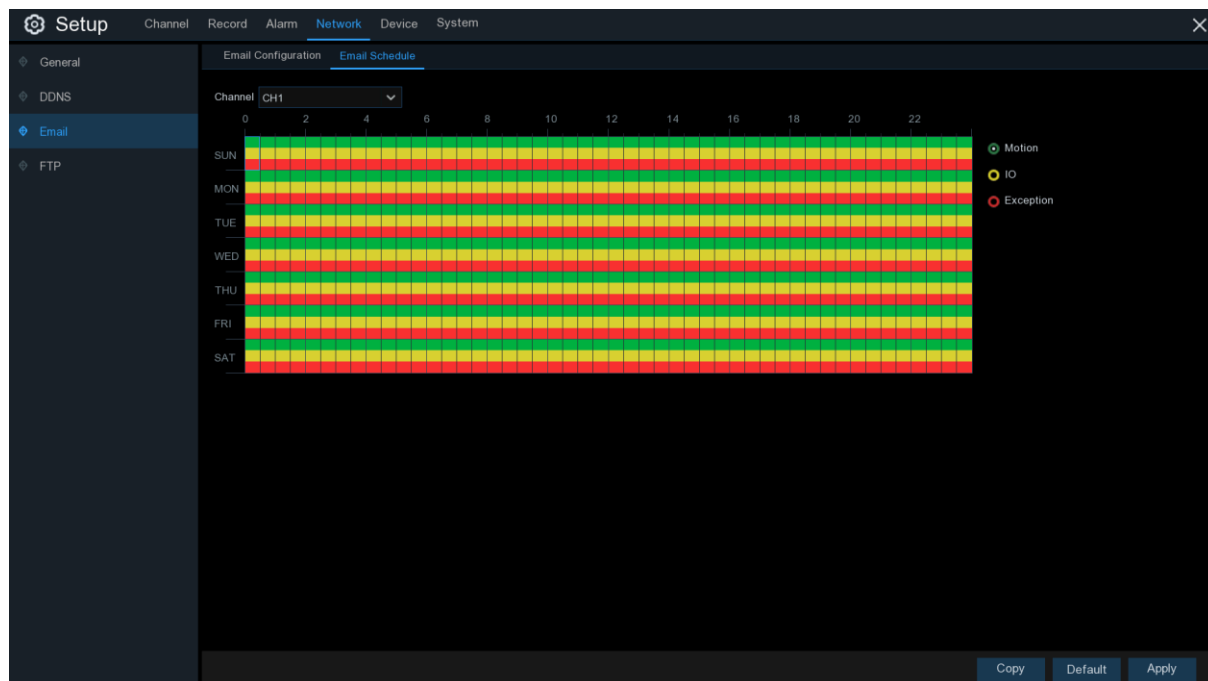 Setup Channel Record Alarm Network Device System
General
DDNS
Email
FTP
Email Configuration Email Schedule
Channel CH1
0 2 4 6 8 10 12 14 16 18 20 22
SUN
MON
TUE
WED
THU
FRI
SAT
Motion
IO
Exception
Copy Default Apply